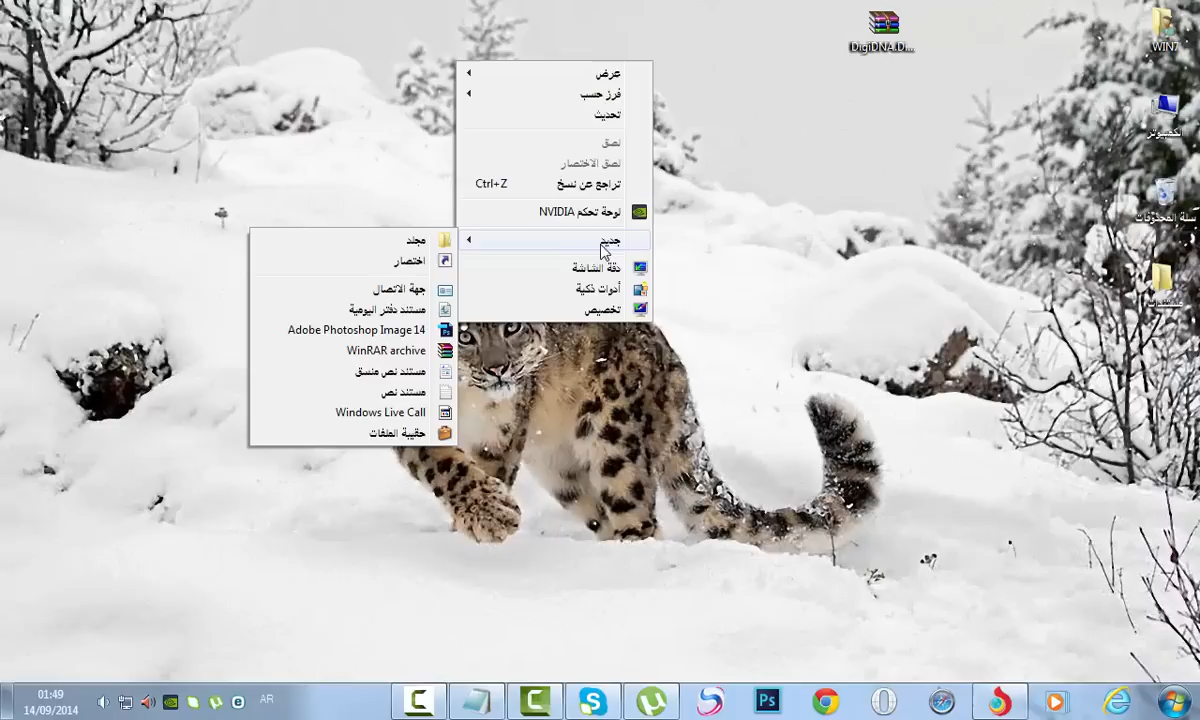 DigiDNA.D...
WIN7
الكمبيوتر
سلة المحذوفات
عرض
فرز حسب
تحديث
لصق
لصق الاختصار
تراجع عن نسخ Ctrl+Z
لوحة تحكم NVIDIA
جديد
دقة الشاشة
أدوات ذكية
تخصيص
مجلد
اختصار
جهة الاتصال
مستند دفتر اليومية
Adobe Photoshop Image 14
WinRAR archive
مستند نص منسق
مستند نص
Windows Live Call
حقيبة الملفات
01:49
14/09/2014
AR
Ps